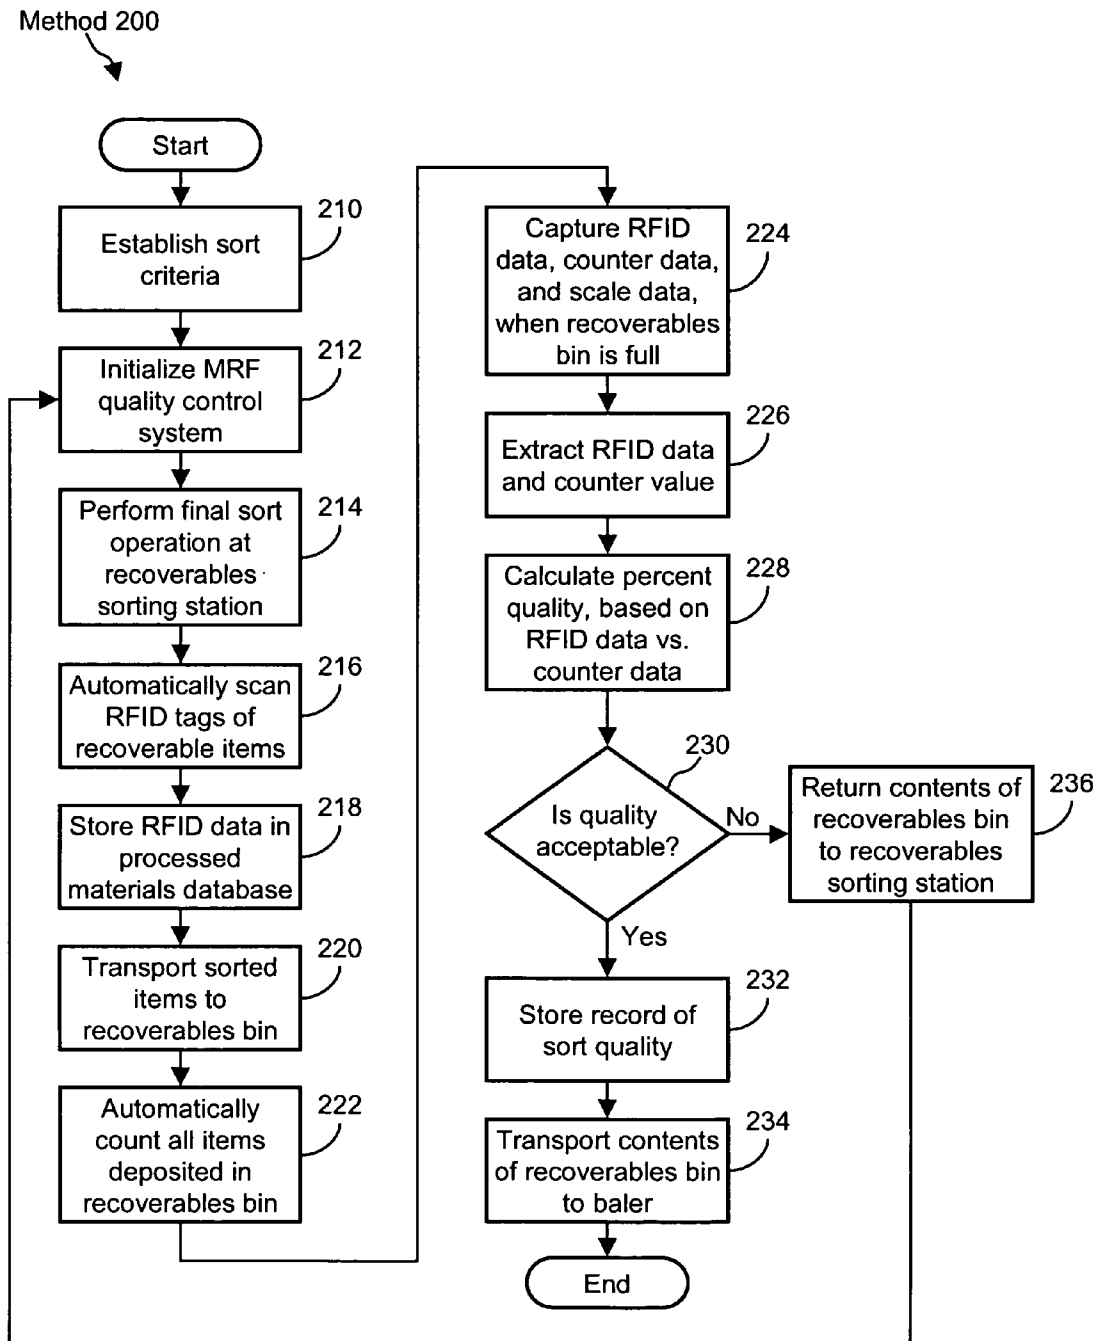 Method 200
Start
Establish sort
criteria
210
Initialize MRF
quality control
system
212
Perform final sort
operation at
recoverables
sorting station
214
Automatically scan
RFID tags of
recoverable items
216
Store RFID data in
processed
materials database
218
Transport sorted
items to
recoverables bin
220
Automatically
count all items
deposited in
recoverables bin
222
Capture RFID
data, counter data,
and scale data,
when recoverables
bin is full
224
Extract RFID data
and counter value
226
Calculate percent
quality, based on
RFID data vs.
counter data
228
Is quality
acceptable?
230
No
Return contents of
recoverables bin
to recoverables
sorting station
236
Yes
Store record of
sort quality
232
Transport contents
of recoverables bin
to baler
234
End